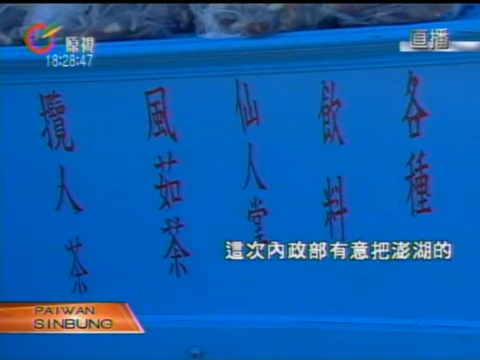 原視
18:28:47
直播
各種
飲料
仙人掌
風茹茶
攬人茶
這次內政部有意把澎湖的
PAIWAN
SINBUNG